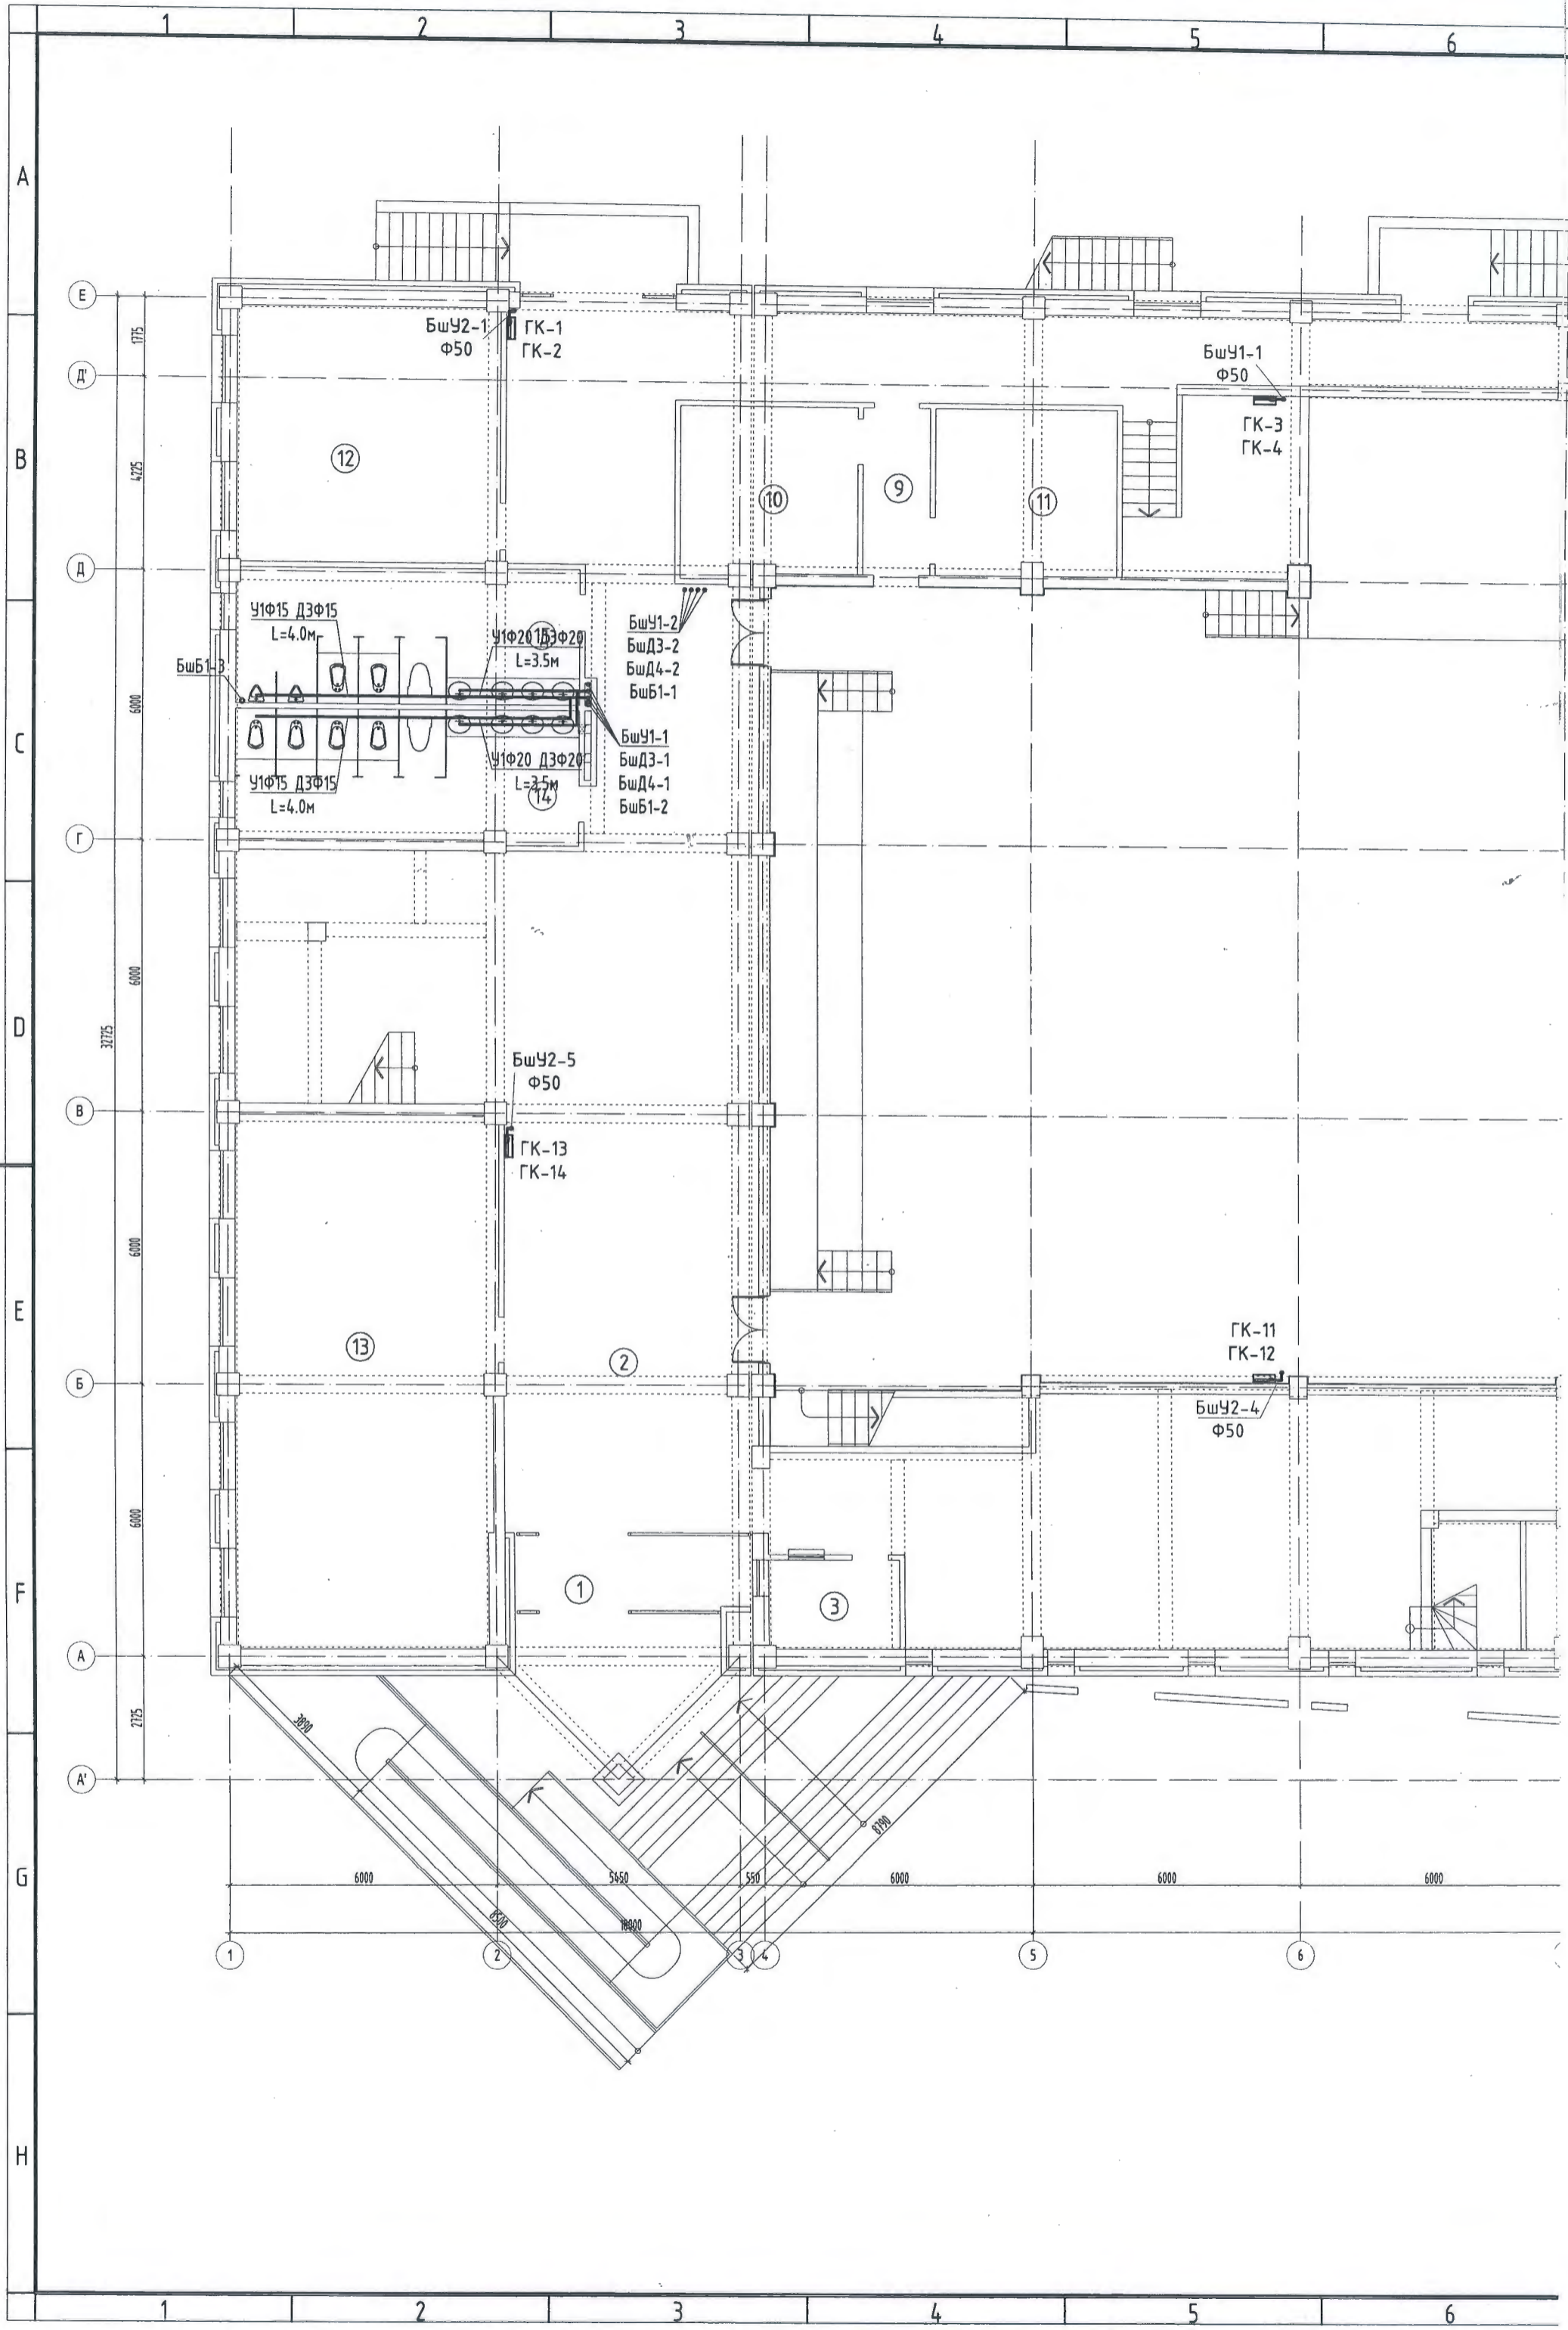 1 2 3 4 5 6
A
B
C
D
E
F
G
H
Е
Д'
Д
Г
В
Б
А
А'
1775
4225
6000
6000
6000
6000
2725
32725
БшУ2-1
Ф50
ГК-1
ГК-2
БшУ1-1
Ф50
ГК-3
ГК-4
12
10
9
11
У1Ф15 Д3Ф15
L=4.0м
15
У1Ф20 Д3Ф20
L=3.5м
БшБ1-3
БшУ1-2
БшД3-2
БшД4-2
БшБ1-1
У1Ф15 Д3Ф15
L=4.0м
У1Ф20 Д3Ф20
L=3.5м
14
БшУ1-1
БшД3-1
БшД4-1
БшБ1-2
БшУ2-5
Ф50
ГК-13
ГК-14
13
2
ГК-11
ГК-12
БшУ2-4
Ф50
1
3
3890
8790
8500
6000 5450 550 6000 6000 6000
18000
1 2 3 4 5 6
1 2 3 4 5 6